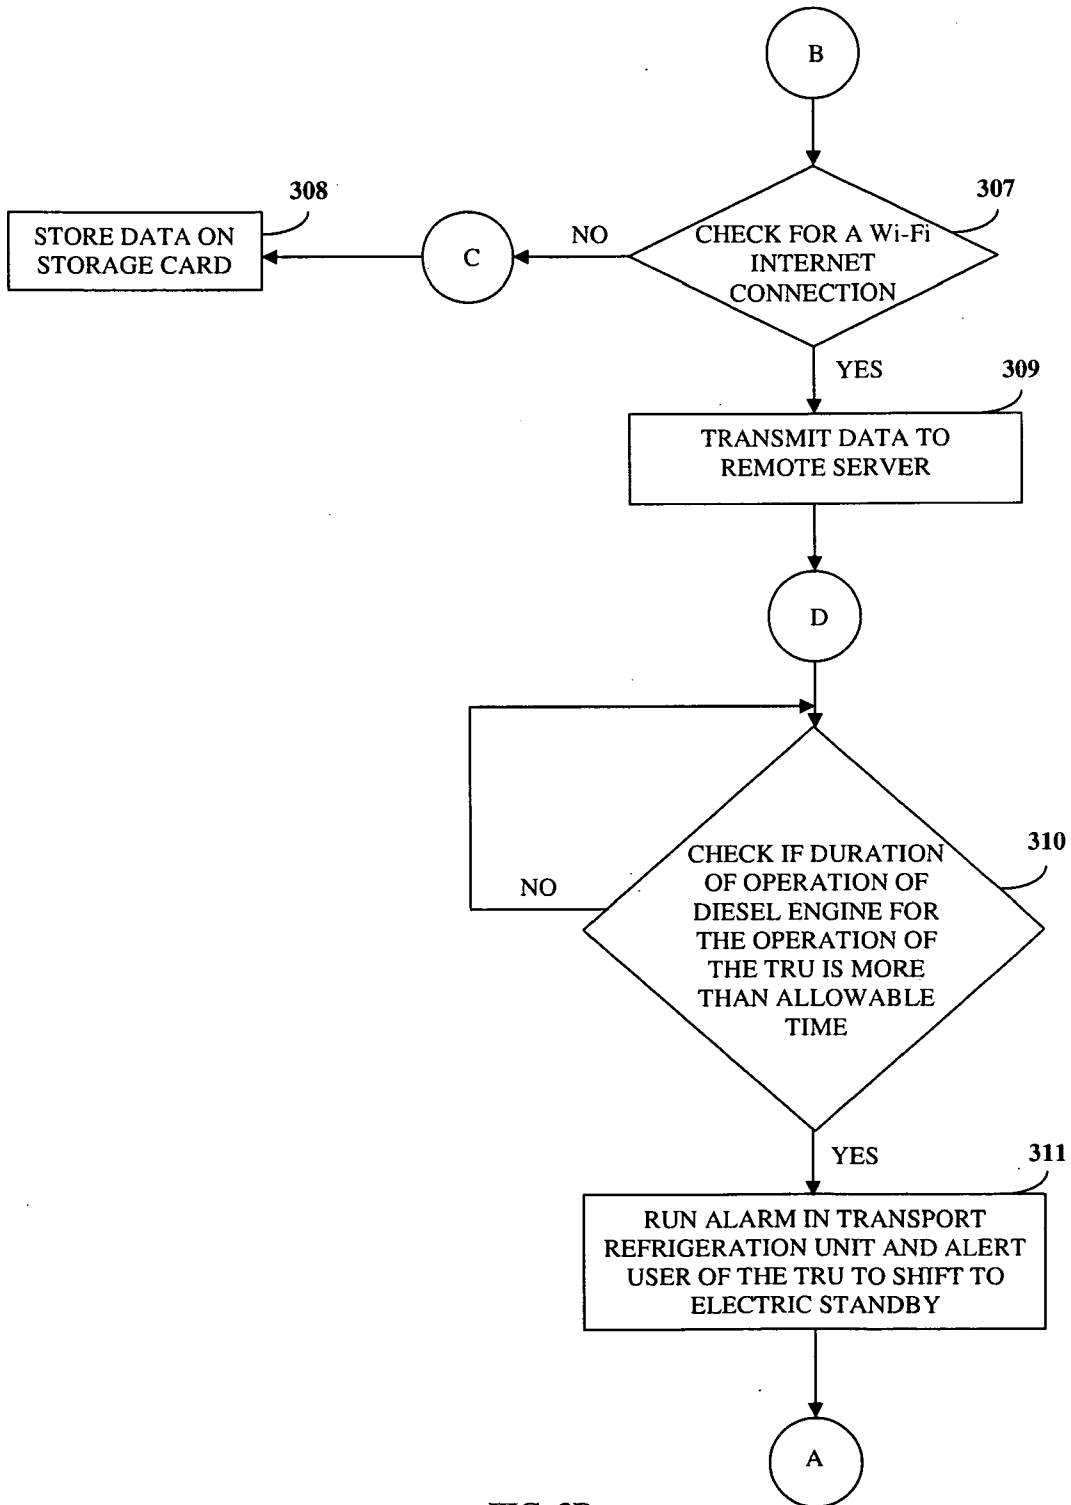 B
307
CHECK FOR A Wi-Fi
INTERNET
CONNECTION
NO
C
308
STORE DATA ON
STORAGE CARD
YES
309
TRANSMIT DATA TO
REMOTE SERVER
D
310
CHECK IF DURATION
OF OPERATION OF
DIESEL ENGINE FOR
THE OPERATION OF
THE TRU IS MORE
THAN ALLOWABLE
TIME
NO
YES
311
RUN ALARM IN TRANSPORT
REFRIGERATION UNIT AND ALERT
USER OF THE TRU TO SHIFT TO
ELECTRIC STANDBY
A